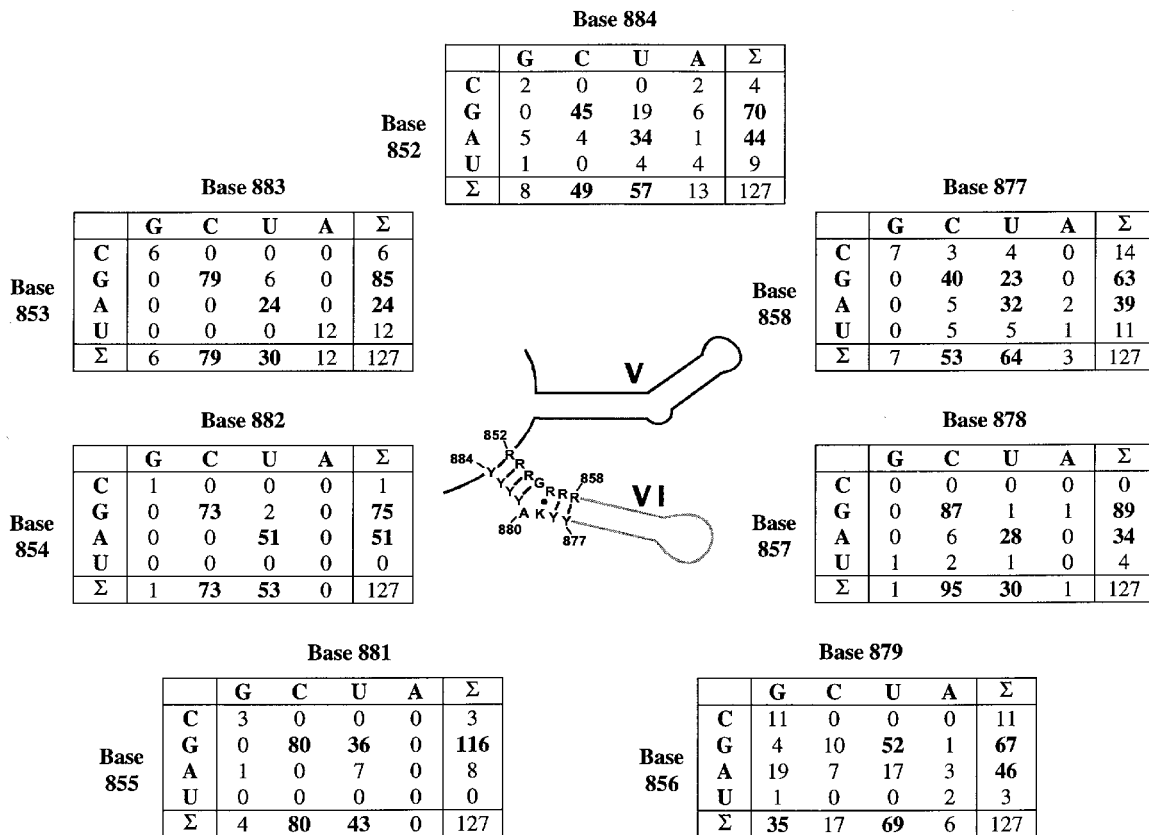 Base 884
G C U A Σ
C 2 0 0 2 4
G 0 45 19 6 70
A 5 4 34 1 44
U 1 0 4 4 9
Σ 8 49 57 13 127
Base
852
Base 883
G C U A Σ
C 6 0 0 0 6
G 0 79 6 0 85
A 0 0 24 0 24
U 0 0 0 12 12
Σ 6 79 30 12 127
Base
853
Base 877
G C U A Σ
C 7 3 4 0 14
G 0 40 23 0 63
A 0 5 32 2 39
U 0 5 5 1 11
Σ 7 53 64 3 127
Base
858
Base 882
G C U A Σ
C 1 0 0 0 1
G 0 73 2 0 75
A 0 0 51 0 51
U 0 0 0 0 0
Σ 1 73 53 0 127
Base
854
V
852
884
R R R G R R R
858
Y Y Y Y A K Y Y
880
877
VI
Base 878
G C U A Σ
C 0 0 0 0 0
G 0 87 1 1 89
A 0 6 28 0 34
U 1 2 1 0 4
Σ 1 95 30 1 127
Base
857
Base 881
G C U A Σ
C 3 0 0 0 3
G 0 80 36 0 116
A 1 0 7 0 8
U 0 0 0 0 0
Σ 4 80 43 0 127
Base
855
Base 879
G C U A Σ
C 11 0 0 0 11
G 4 10 52 1 67
A 19 7 17 3 46
U 1 0 0 2 3
Σ 35 17 69 6 127
Base
856